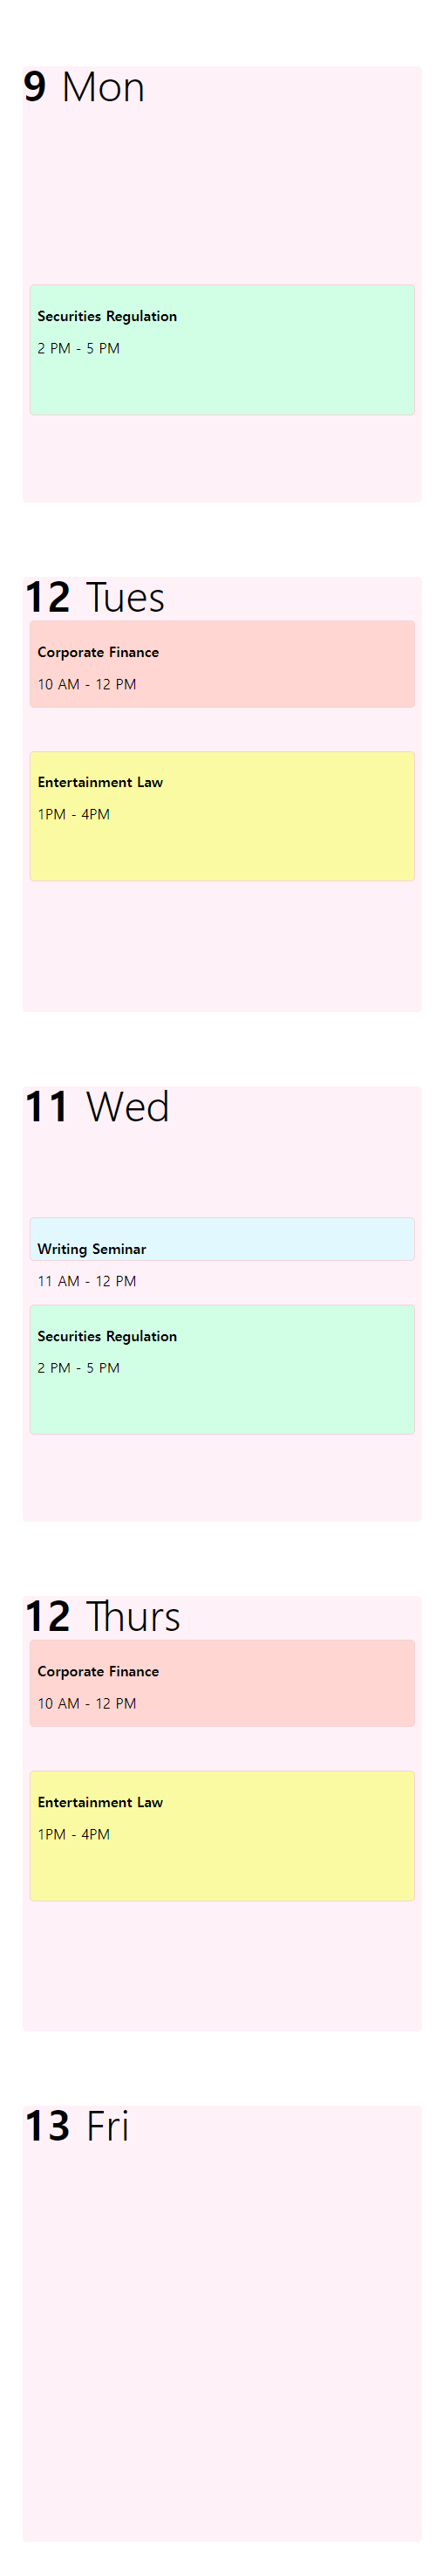 9 Mon
Securities Regulation
2 PM - 5 PM
12 Tues
Corporate Finance
10 AM - 12 PM
Entertainment Law
1PM - 4PM
11 Wed
Writing Seminar
11 AM - 12 PM
Securities Regulation
2 PM - 5 PM
12 Thurs
Corporate Finance
10 AM - 12 PM
Entertainment Law
1PM - 4PM
13 Fri